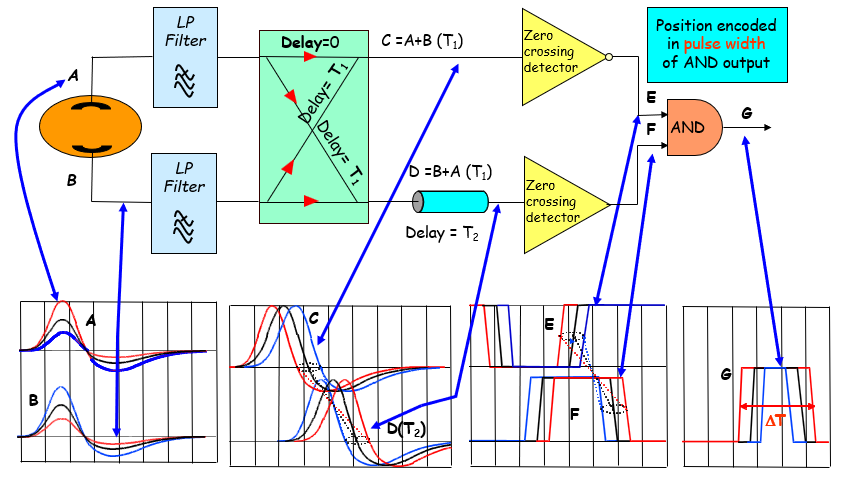 LP
Filter
Delay=0
C =A+B (T1)
Zero
crossing
detector
Position encoded
in pulse width
of AND output
A
Delay= T1
E
F
AND
G
B
LP
Filter
Delay= T1
D =B+A (T1)
Zero
crossing
detector
Delay = T2
A
B
C
D(T2)
E
F
G
ΔT